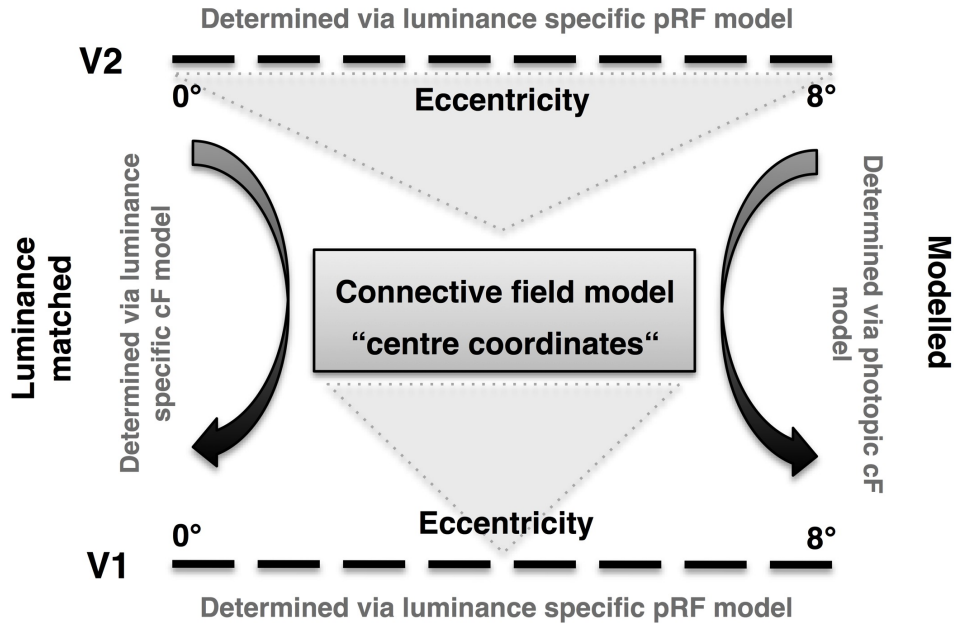 Determined via luminance specific pRF model
V2
0°
Eccentricity
8°
Luminance
matched
Determined via luminance
specific cF model
Connective field model
“centre coordinates“
Determined via photopic cF
model
Modelled
0°
Eccentricity
8°
V1
Determined via luminance specific pRF model